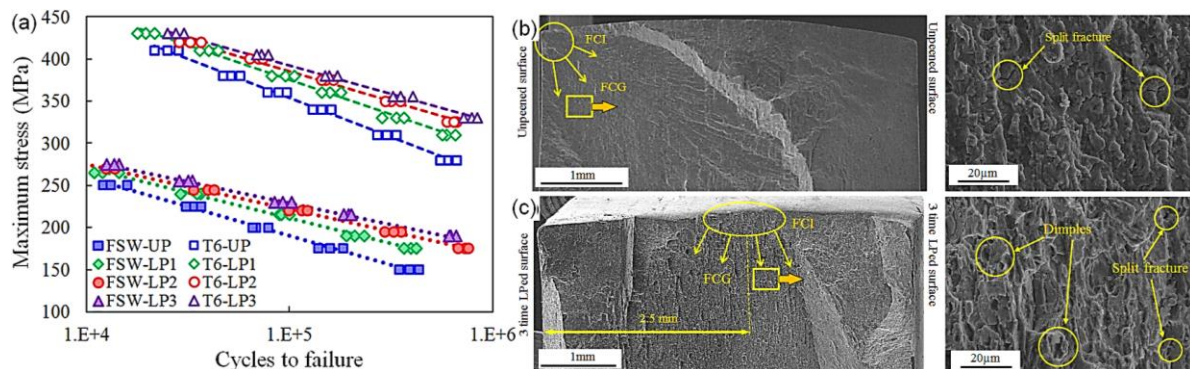 (a)
450
400
350
300
250
200
150
100
Maximum stress (MPa)
FSW-UP
T6-UP
FSW-LP1
T6-LP1
FSW-LP2
T6-LP2
FSW-LP3
T6-LP3
1.E+4
1.E+5
1.E+6
Cycles to failure
(b)
Unpeened surface
FCI
FCG
1mm
Unpeened surface
Split fracture
20μm
(c)
3 time LPed surface
FCI
FCG
2.5 mm
1mm
3 time LPed surface
Dimples
Split fracture
20μm